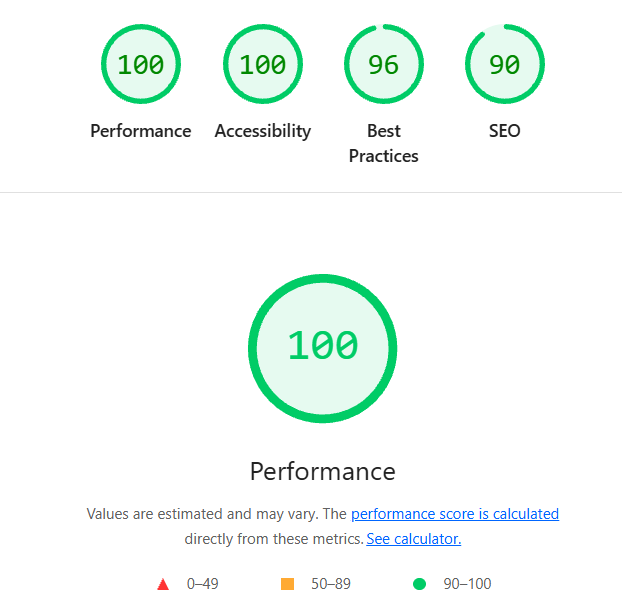 100 100 96 90
Performance Accessibility Best Practices SEO
100
Performance
Values are estimated and may vary. The performance score is calculated
directly from these metrics. See calculator.
0–49 50–89 90–100